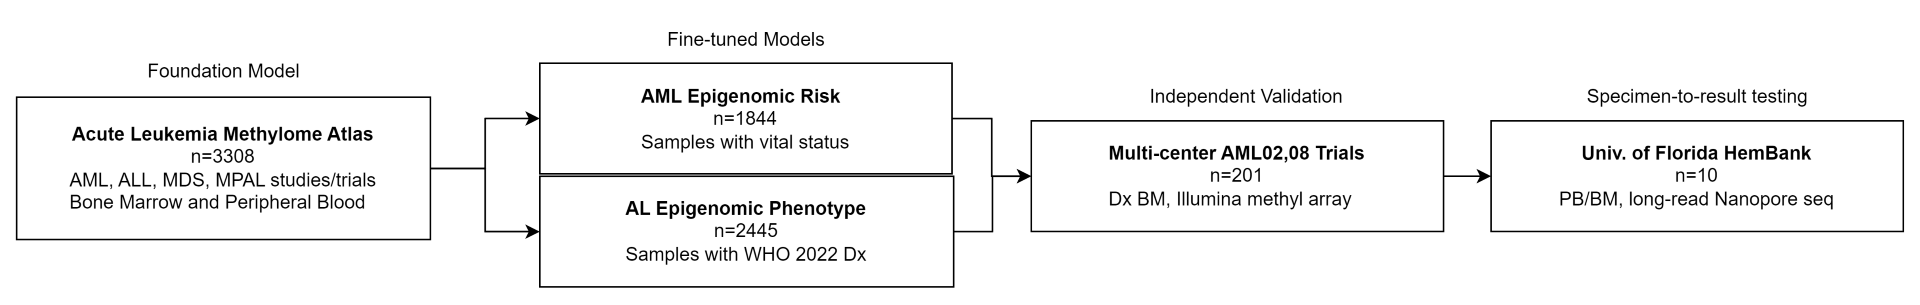 Foundation Model
Acute Leukemia Methylome Atlas
n=3308
AML, ALL, MDS, MPAL studies/trials
Bone Marrow and Peripheral Blood
Fine-tuned Models
AML Epigenomic Risk
n=1844
Samples with vital status
AL Epigenomic Phenotype
n=2445
Samples with WHO 2022 Dx
Independent Validation
Multi-center AML02,08 Trials
n=201
Dx BM, Illumina methyl array
Specimen-to-result testing
Univ. of Florida HemBank
n=10
PB/BM, long-read Nanopore seq